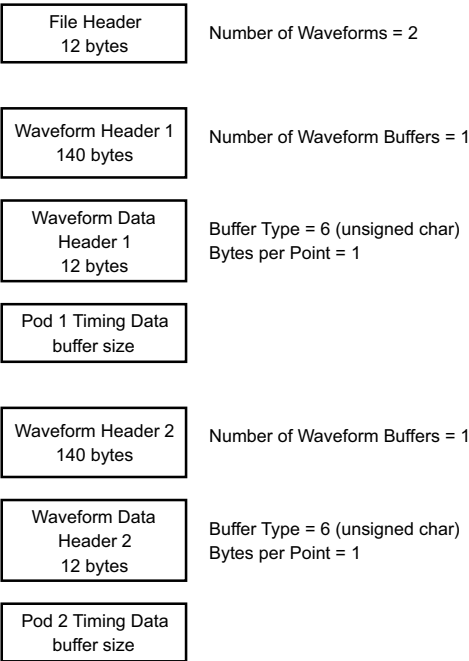 File Header
12 bytes
Number of Waveforms = 2
Waveform Header 1
140 bytes
Number of Waveform Buffers = 1
Waveform Data
Header 1
12 bytes
Buffer Type = 6 (unsigned char)
Bytes per Point = 1
Pod 1 Timing Data
buffer size
Waveform Header 2
140 bytes
Number of Waveform Buffers = 1
Waveform Data
Header 2
12 bytes
Buffer Type = 6 (unsigned char)
Bytes per Point = 1
Pod 2 Timing Data
buffer size